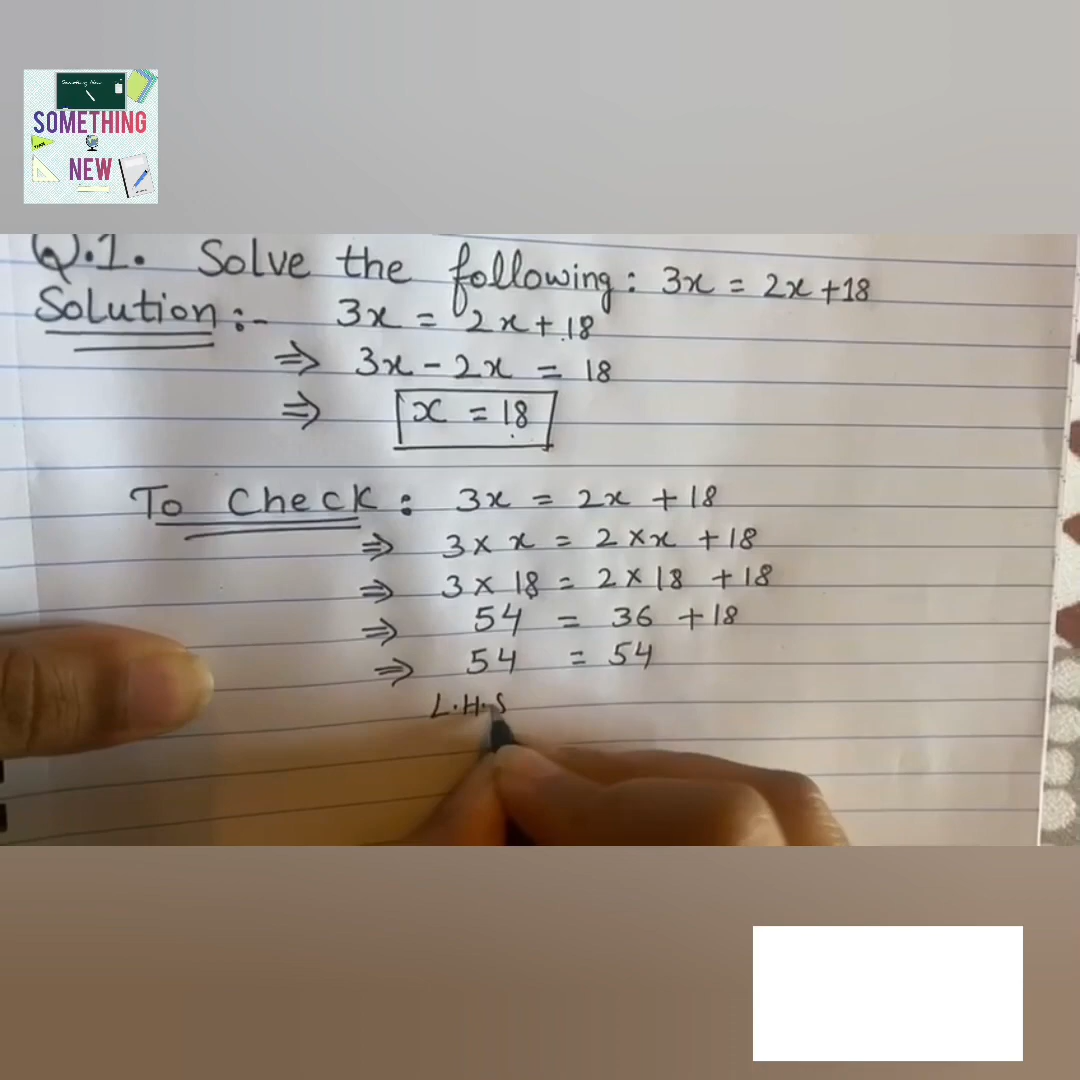 SOMETHING
NEW
Q.1. Solve the following: 3x = 2x +18
Solution :- 3x = 2x + 18
⇒ 3x - 2x = 18
⇒ x = 18
To Check: 3x = 2x + 18
⇒ 3 × x = 2 × x + 18
⇒ 3 × 18 = 2 × 18 + 18
⇒ 54 = 36 + 18
⇒ 54 = 54
L.H.S